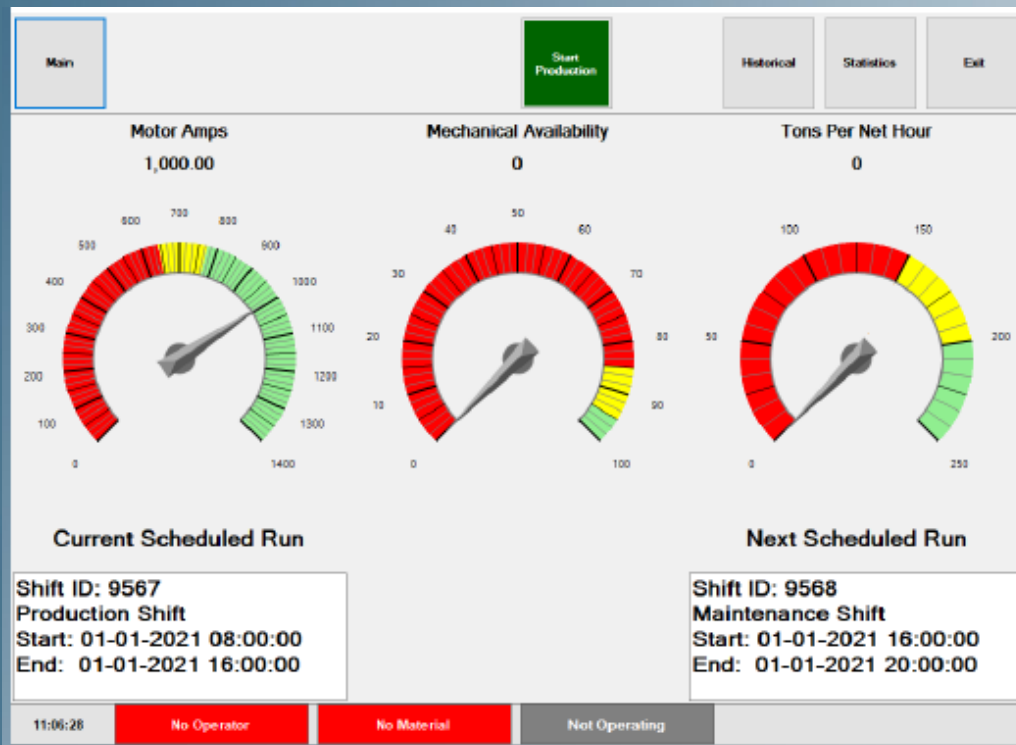 Main
Start
Production
Historical
Statistics
Exit
Motor Amps
1,000.00
Mechanical Availability
0
Tons Per Net Hour
0
0
100
200
300
400
500
600
700
800
900
1000
1100
1200
1300
1400
0
10
20
30
40
50
60
70
80
90
100
0
50
100
150
200
250
Current Scheduled Run
Shift ID: 9567
Production Shift
Start: 01-01-2021 08:00:00
End: 01-01-2021 16:00:00
Next Scheduled Run
Shift ID: 9568
Maintenance Shift
Start: 01-01-2021 16:00:00
End: 01-01-2021 20:00:00
11:06:28
No Operator
No Material
Not Operating